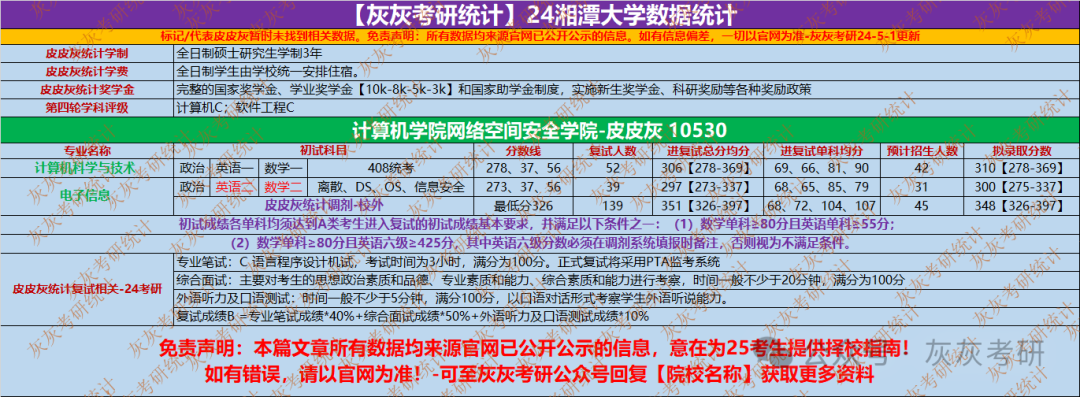 【灰灰考研统计】24湘潭大学数据统计
标记/代表皮皮灰暂时未找到相关数据。免责声明：所有数据均来源官网已公开公示的信息。如有信息偏差，一切以官网为准-灰灰考研24-5-1更新
皮皮灰统计学制 全日制硕士研究生学制3年
皮皮灰统计学费 全日制学生由学校统一安排住宿。
皮皮灰统计奖学金 完整的国家奖学金、学业奖学金【10k-8k-5k-3k】和国家助学金制度，实施新生奖学金、科研奖励等各种奖励政策
第四轮学科评级 计算机C；软件工程C
计算机学院网络空间安全学院-皮皮灰 10530
专业名称 初试科目 分数线 复试人数 进复试总分均分 进复试单科均分 预计招生人数 拟录取分数
计算机科学与技术 政治 英语一 数学一 408统考 278、37、56 52 306【278-369】 69、66、81、90 42 310【278-369】
电子信息 政治 英语二 数学二 离散、DS、OS、信息安全 273、37、56 39 297【273-337】 68、65、85、79 31 300【275-337】
皮皮灰统计调剂-校外 最低分326 139 351【326-397】 68、72、104、107 45 348【326-397】
初试成绩各单科均须达到A类考生进入复试的初试成绩基本要求，并满足以下条件之一：（1）数学单科≥80分且英语单科≥55分；
（2）数学单科≥80分且英语六级≥425分，其中英语六级分数必须在调剂系统填报时备注，否则视为不满足条件。
皮皮灰统计复试相关-24考研
专业笔试：C 语言程序设计机试，考试时间为3小时，满分为100分。正式复试将采用PTA监考系统
综合面试：主要对考生的思想政治素质和品德、专业素质和能力、综合素质和能力进行考察，时间一般不少于20分钟，满分为100分
外语听力及口语测试：时间一般不少于5分钟，满分100分，以口语对话形式考察学生外语听说能力。
复试成绩B =专业笔试成绩*40%+综合面试成绩*50%+外语听力及口语测试成绩*10%
免责声明：本篇文章所有数据均来源官网已公开公示的信息，意在为25考生提供择校指南！
如有错误，请以官网为准！-可至灰灰考研公众号回复【院校名称】获取更多资料
公众号 灰灰考研